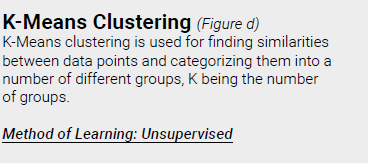 K-Means Clustering (Figure d)
K-Means clustering is used for finding similarities
between data points and categorizing them into a
number of different groups, K being the number
of groups.
Method of Learning: Unsupervised